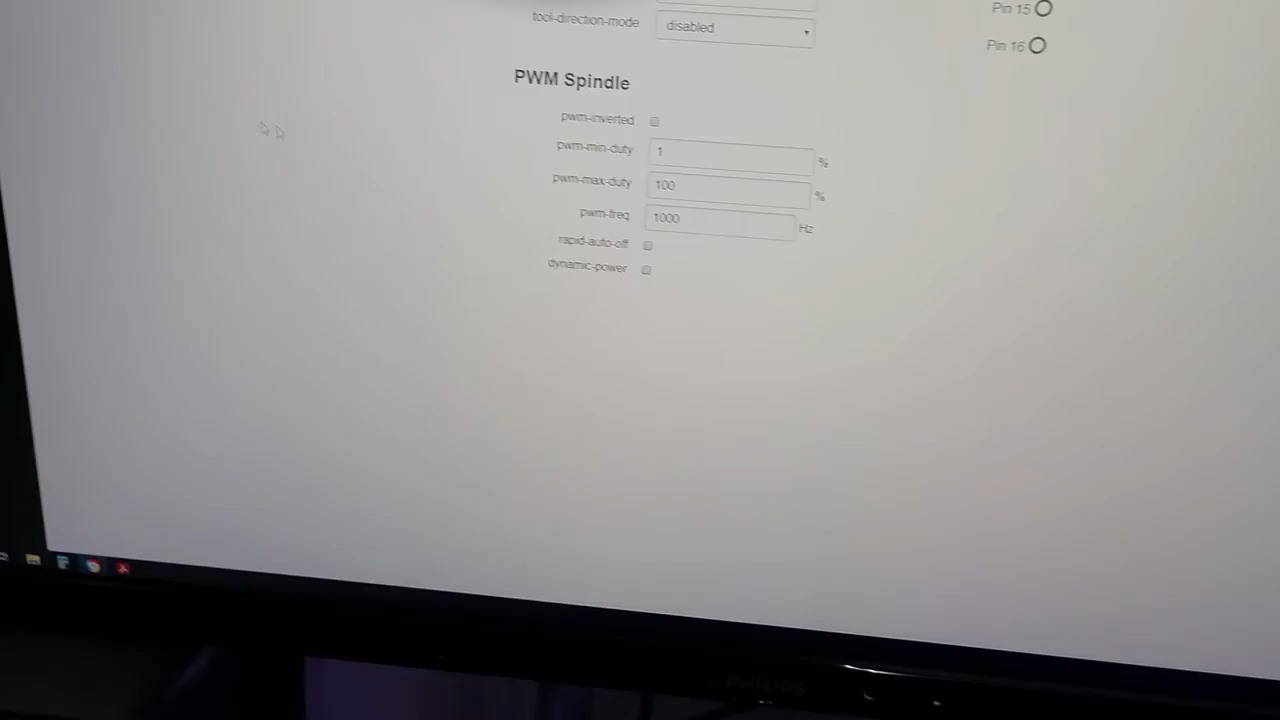 tool-direction-mode disabled
Pin 15
Pin 16
PWM Spindle
pwm-inverted
pwm-min-duty 1 %
pwm-max-duty 100 %
pwm-freq 1000 Hz
rapid-auto-off
dynamic-power
PHILIPS